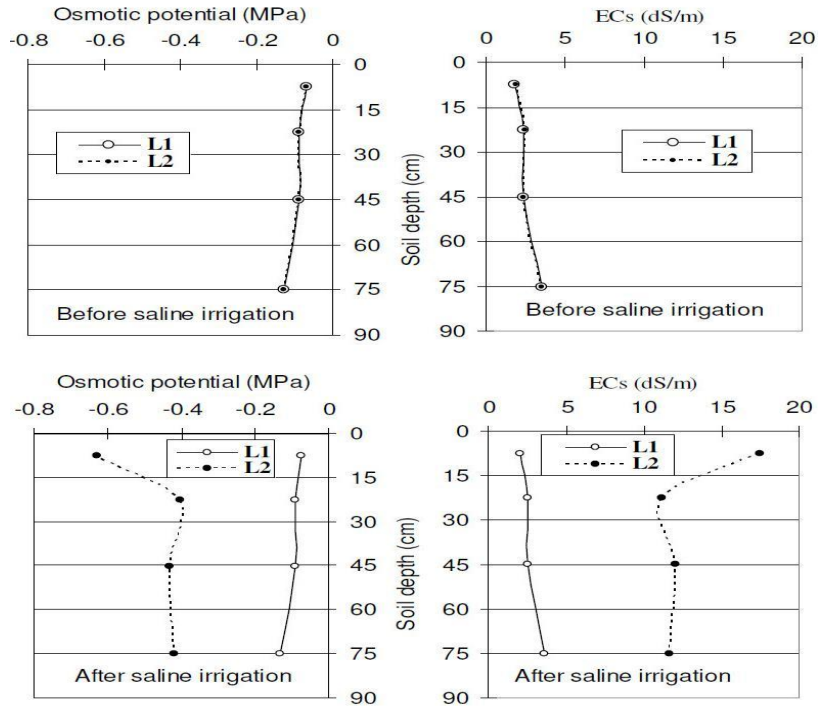 Osmotic potential (MPa)
-0.8 -0.6 -0.4 -0.2 0
0
15
30
45
60
75
90
L1
L2
Before saline irrigation
ECs (dS/m)
0 5 10 15 20
Soil depth (cm)
0
15
30
45
60
75
90
L1
L2
Before saline irrigation
Osmotic potential (MPa)
-0.8 -0.6 -0.4 -0.2 0
0
15
30
45
60
75
90
L1
L2
After saline irrigation
ECs (dS/m)
0 5 10 15 20
Soil depth (cm)
0
15
30
45
60
75
90
L1
L2
After saline irrigation